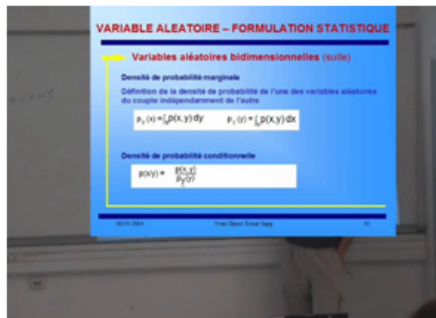 VARIABLE ALEATOIRE – FORMULATION STATISTIQUE
Variables aléatoires bidimensionnelles (suite)
Densité de probabilité marginale
Définition de la densité de probabilité de l'une des variables aléatoires
du couple indépendamment de l'autre
Densité de probabilité conditionnelle
p(x/y) = p(x,y) / p_Y(y)